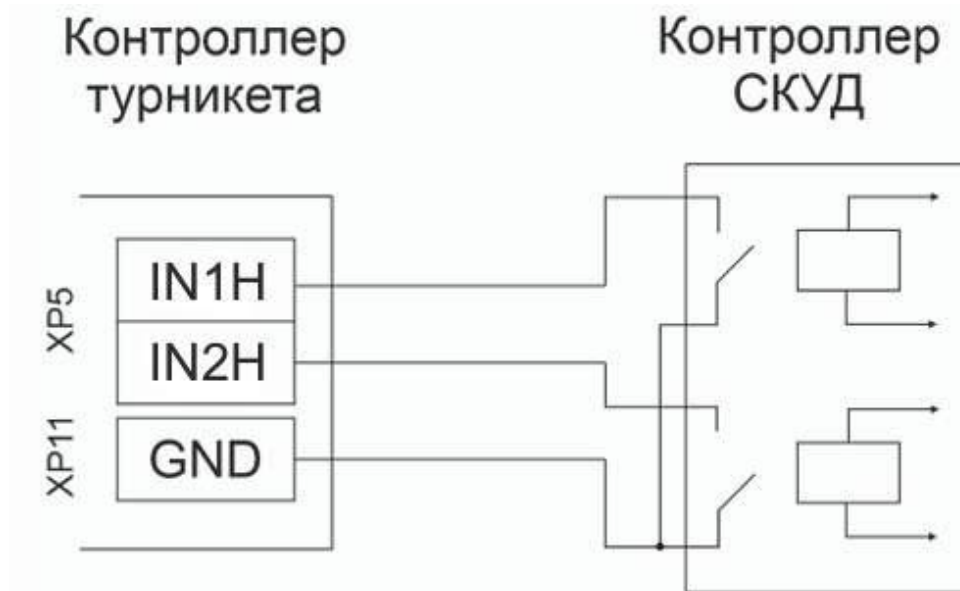 Контроллер
турникета
Контроллер
СКУД
XP5
IN1H
IN2H
XP11
GND